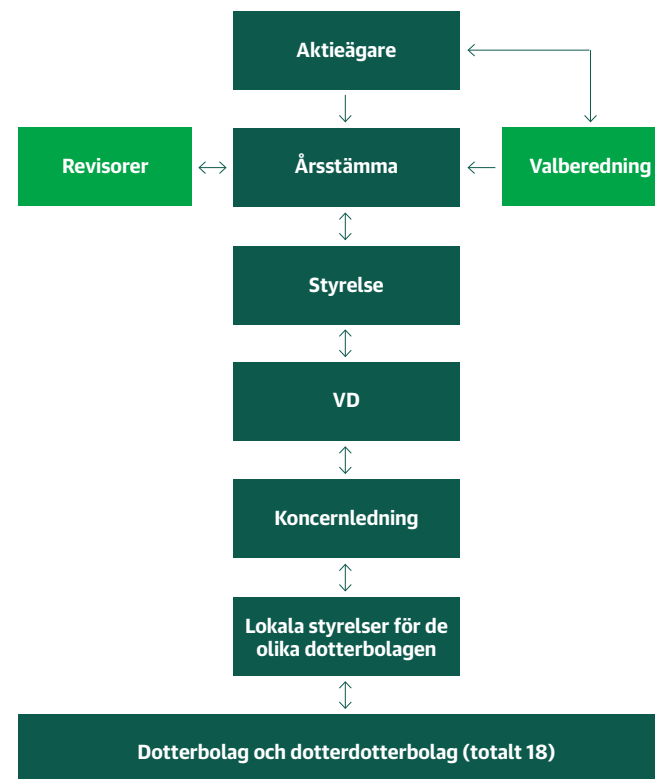 Aktieägare
Revisorer
Årsstämma
Valberedning
Styrelse
VD
Koncernledning
Lokala styrelser för de
olika dotterbolagen
Dotterbolag och dotterdotterbolag (totalt 18)